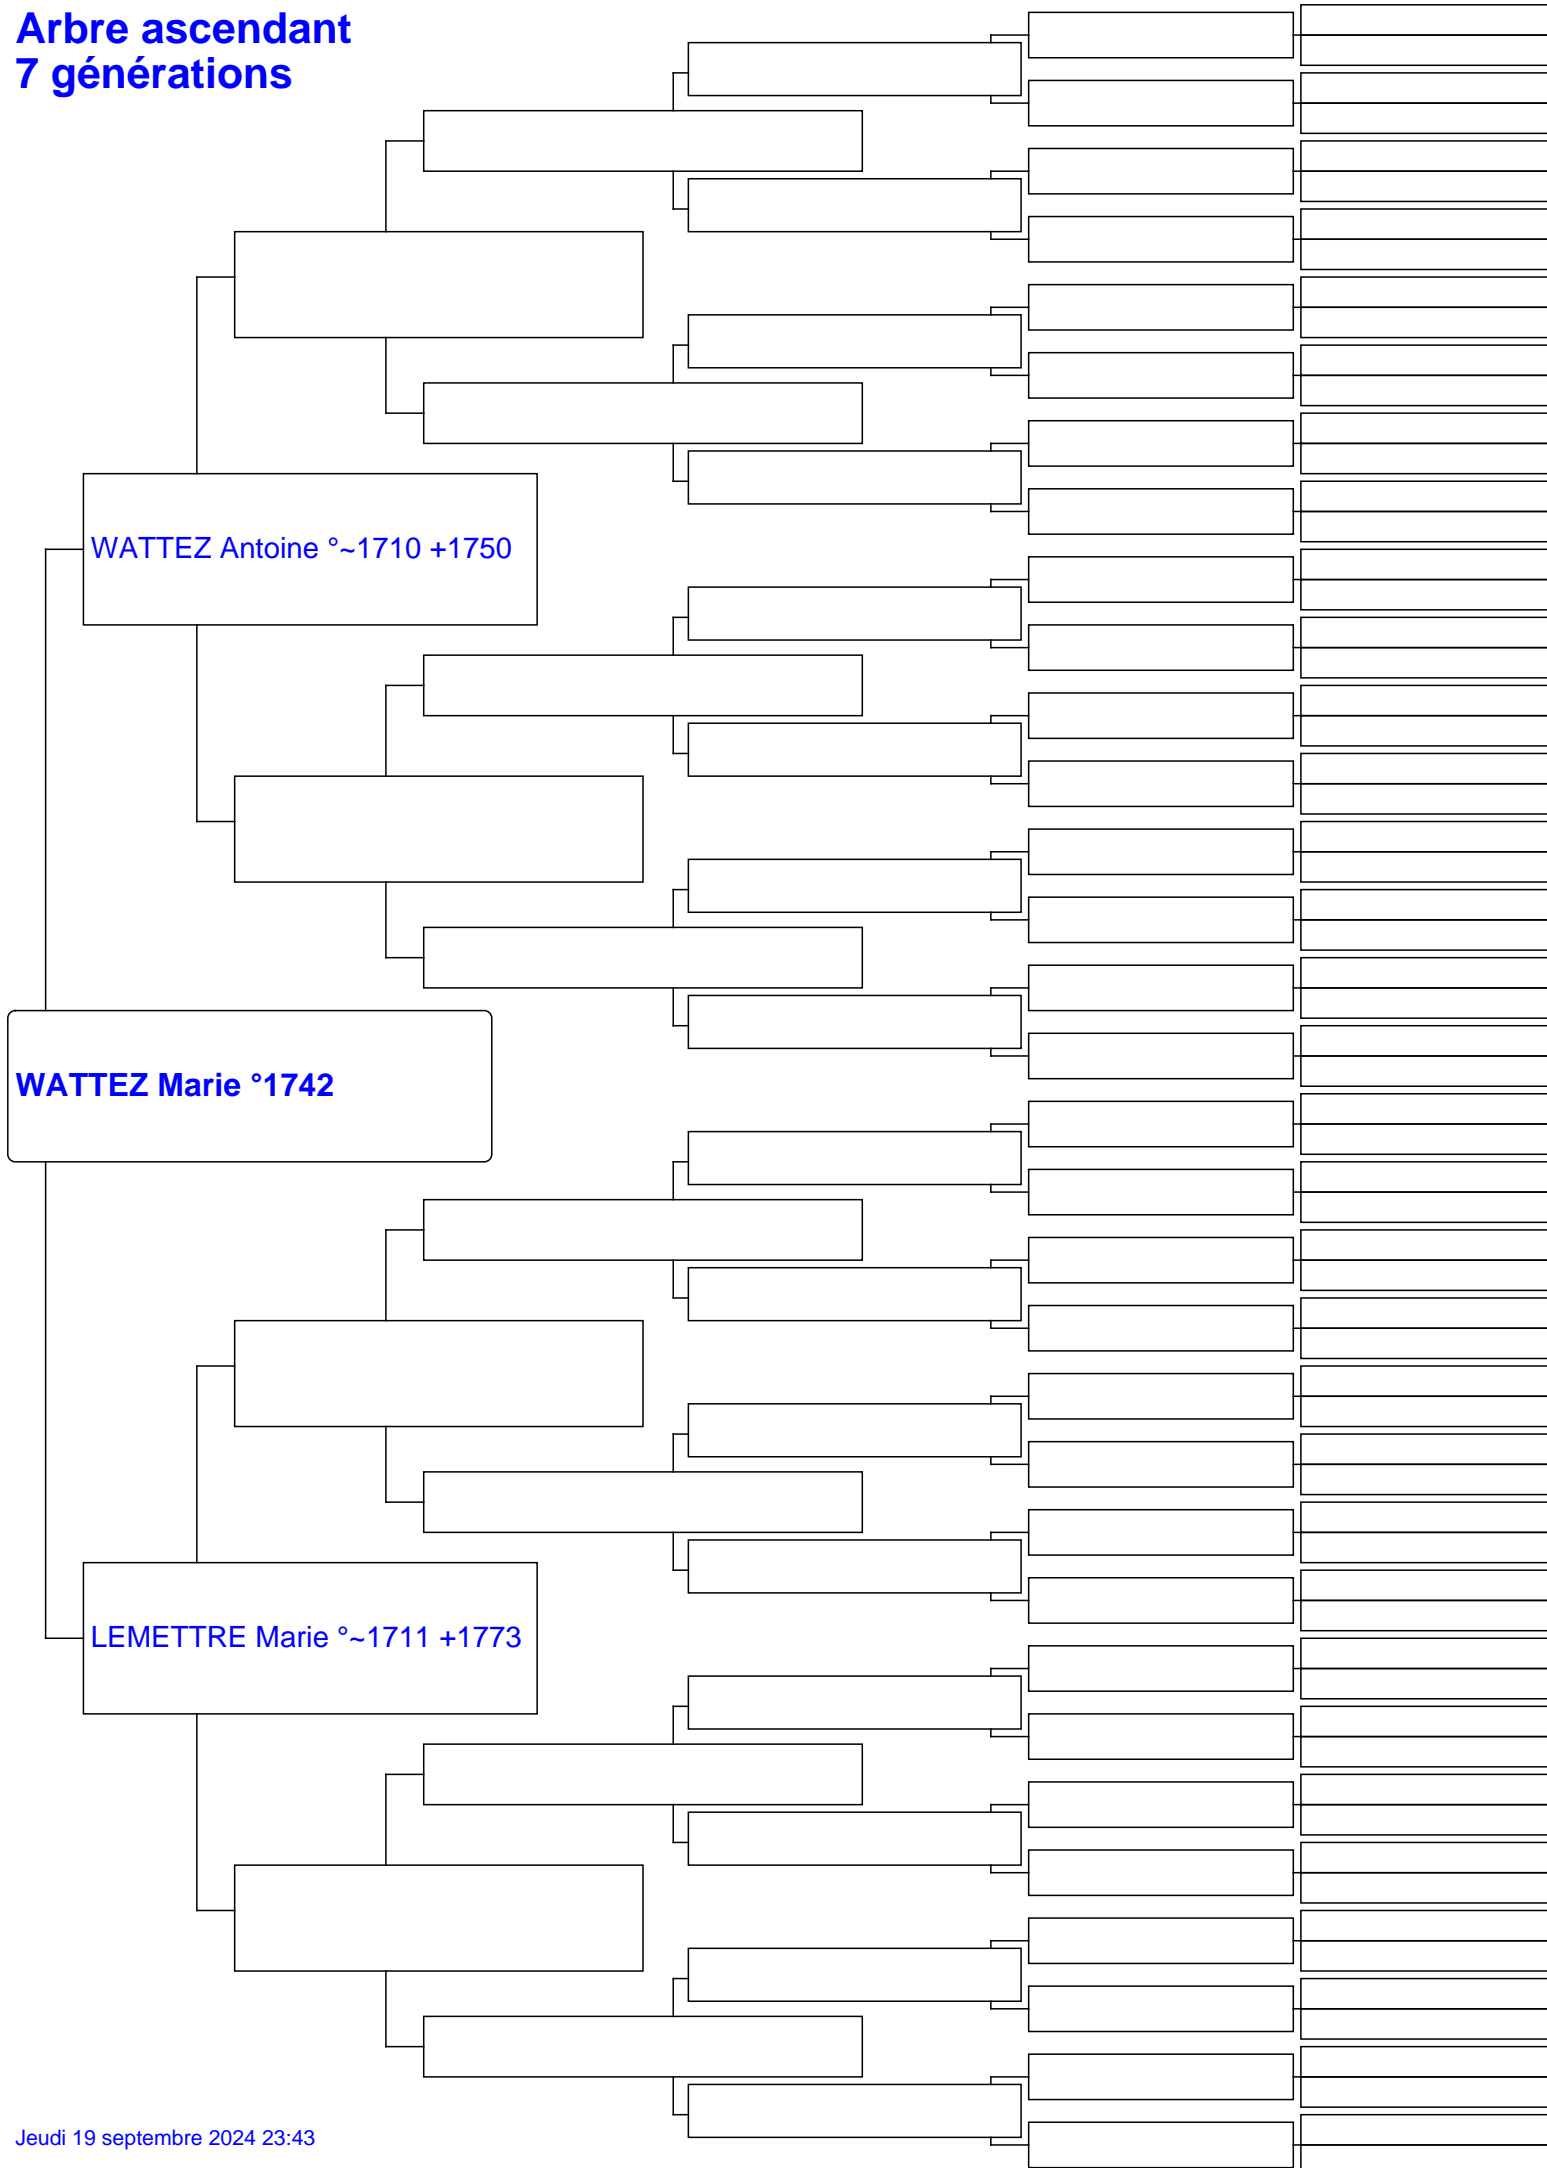 Arbre ascendant
7 générations
WATTEZ Antoine °~1710 +1750
WATTEZ Marie °1742
LEMETTRE Marie °~1711 +1773
Jeudi 19 septembre 2024 23:43